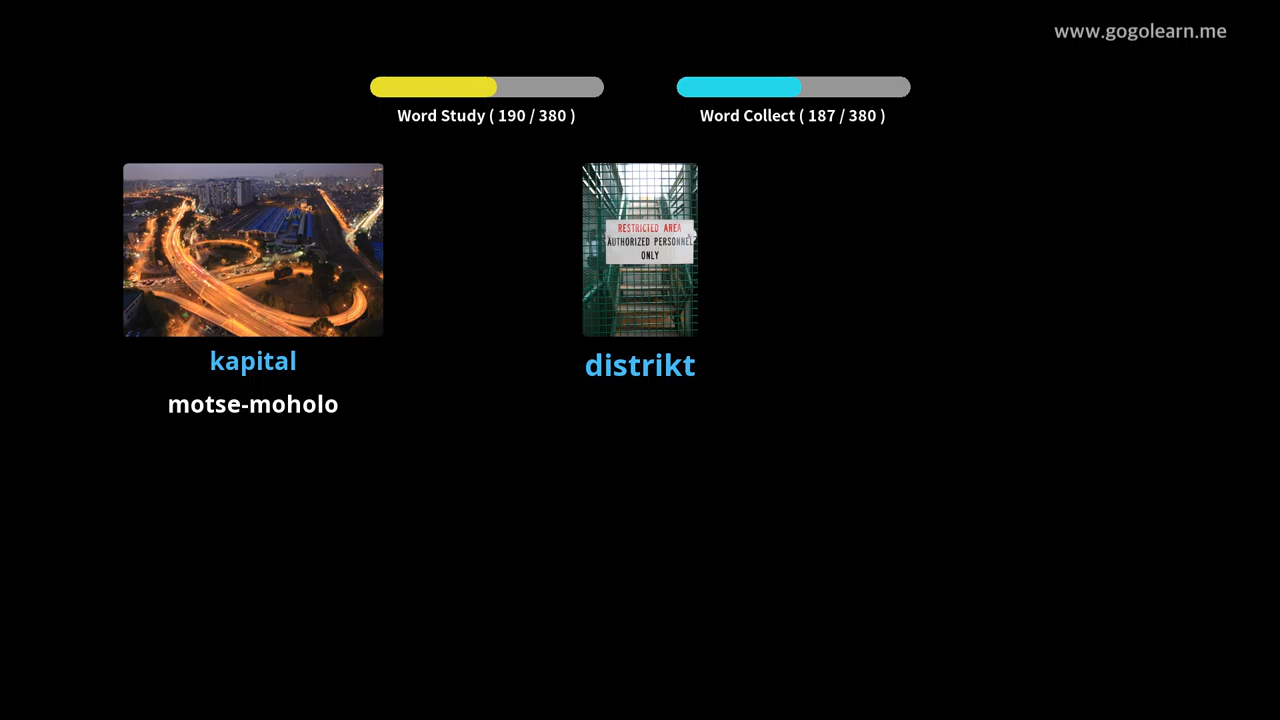 www.gogolearn.me
Word Study ( 190 / 380 )
Word Collect ( 187 / 380 )
RESTRICTED AREA
AUTHORIZED PERSONNEL
ONLY
kapital
distrikt
motse-moholo